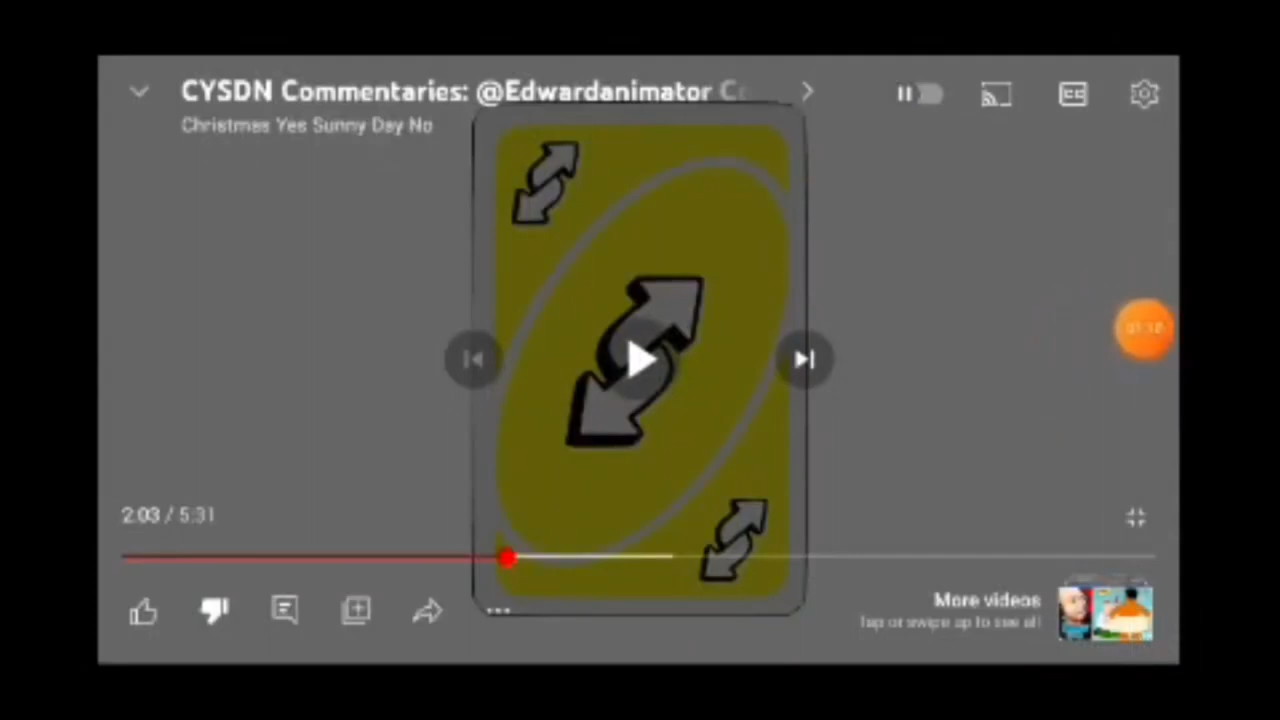 CYSDN Commentaries: @Edwardanimator
Christmas Yes Sunny Day No
CC
2:03 / 5:31
More videos
Tap or swipe up to see all